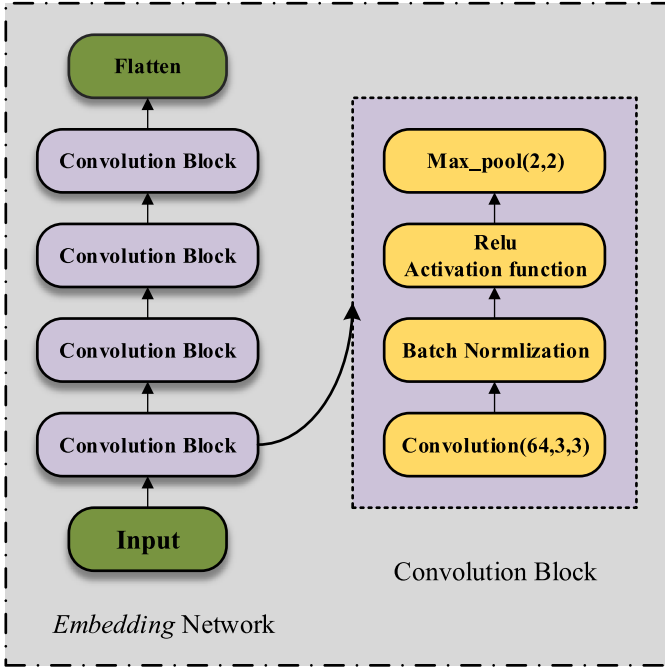 Flatten
Convolution Block
Convolution Block
Convolution Block
Convolution Block
Input
Embedding Network
Max_pool(2,2)
Relu
Activation function
Batch Normlization
Convolution(64,3,3)
Convolution Block